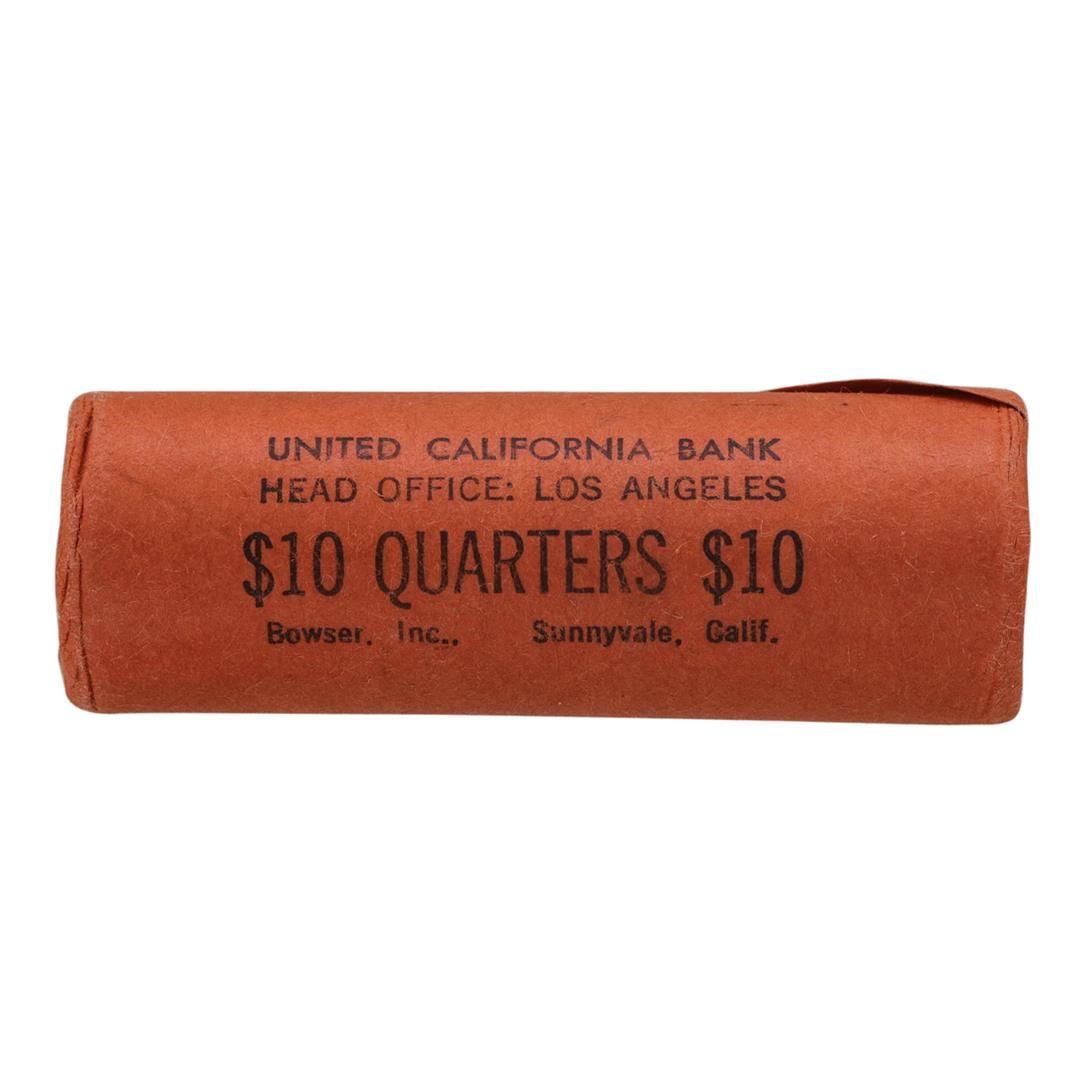 UNITED CALIFORNIA BANK
HEAD OFFICE: LOS ANGELES
$10 QUARTERS $10
Bowser, Inc., Sunnyvale, Calif.